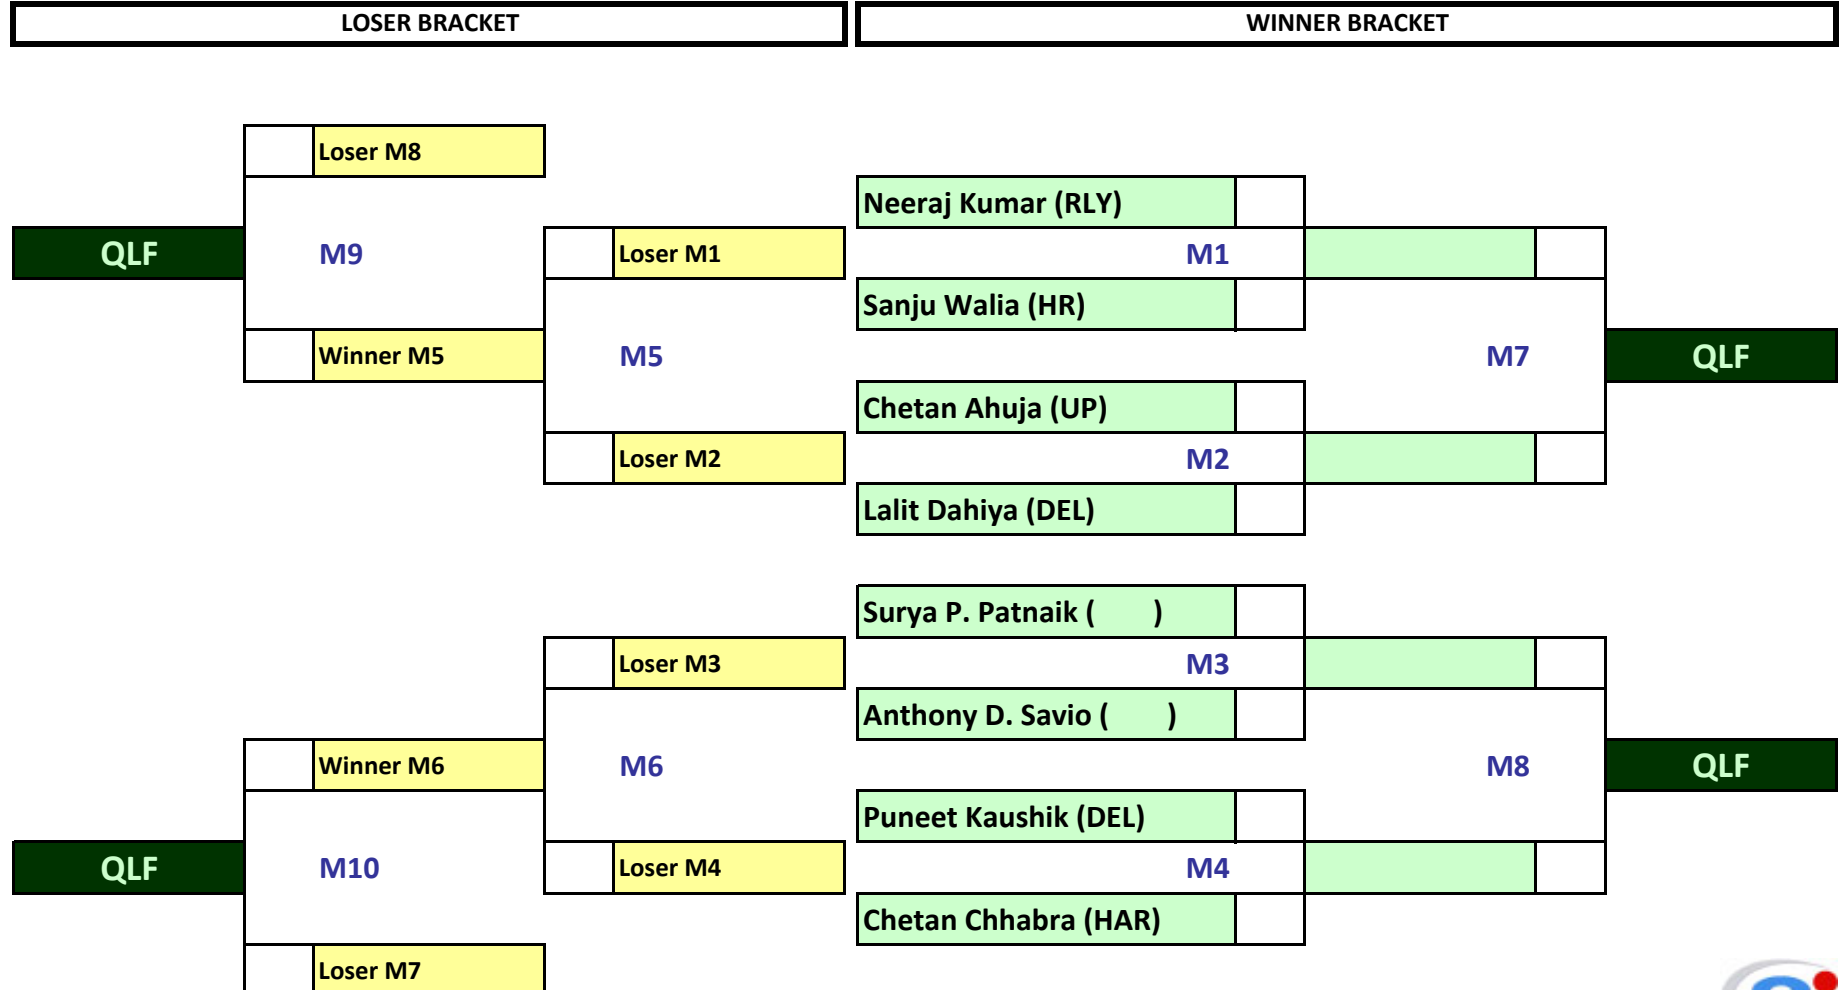 LOSER BRACKET WINNER BRACKET
Loser M8
Neeraj Kumar (RLY)
QLF M9 Loser M1 M1
Sanju Walia (HR)
Winner M5 M5 M7 QLF
Chetan Ahuja (UP)
Loser M2 M2
Lalit Dahiya (DEL)
Surya P. Patnaik ( )
Loser M3 M3
Anthony D. Savio ( )
Winner M6 M6 M8 QLF
Puneet Kaushik (DEL)
QLF M10 Loser M4 M4
Chetan Chhabra (HAR)
Loser M7